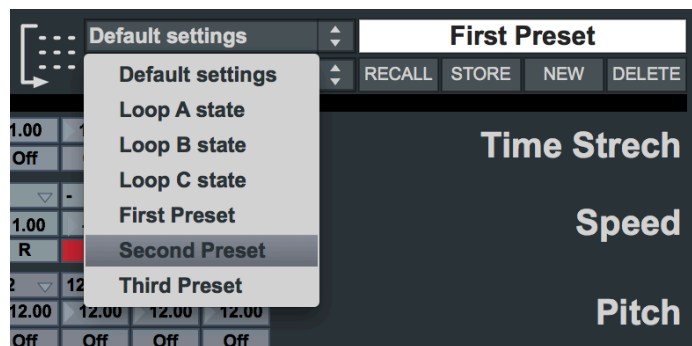 Default settings
First Preset
RECALL STORE NEW DELETE
Default settings
Loop A state
Loop B state
Loop C state
First Preset
Second Preset
Third Preset
1.00
Off
Time Strech
-
1.00
R
Speed
12
12.00 12.00 12.00 12.00
Off Off Off Off
Pitch